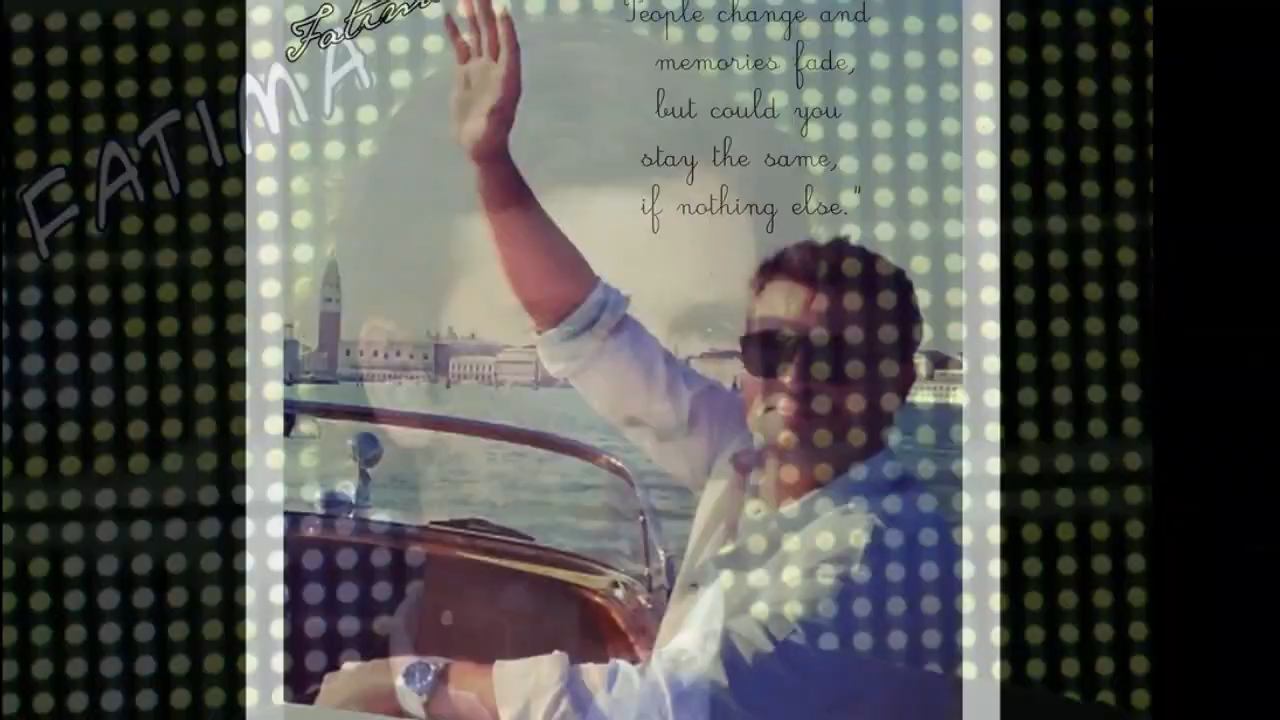 Fatima
FATIMA
People change and
memories fade,
but could you
stay the same,
if nothing else."